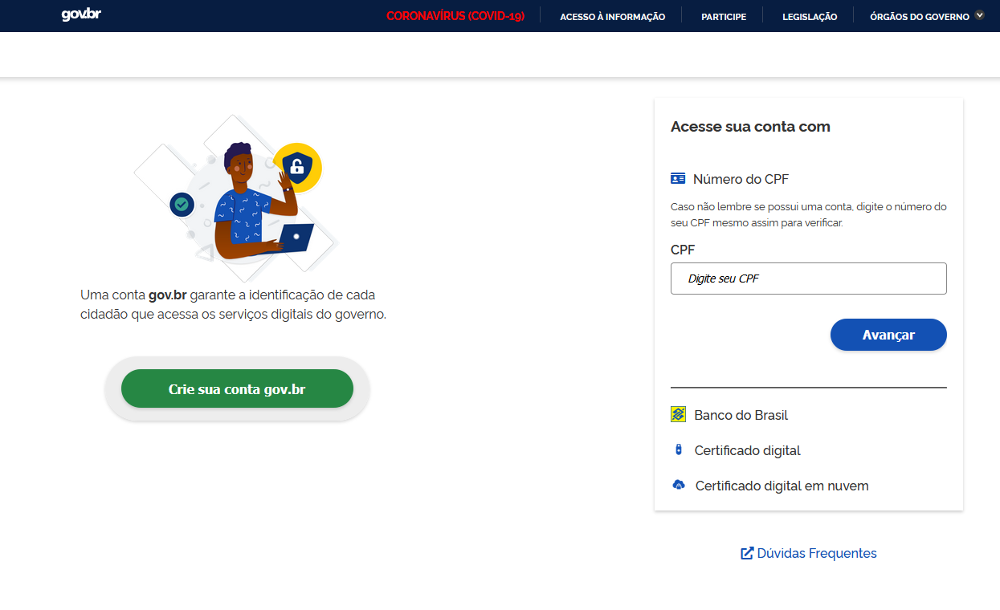 gov.br
CORONAVÍRUS (COVID-19)
ACESSO À INFORMAÇÃO
PARTICIPE
LEGISLAÇÃO
ÓRGÃOS DO GOVERNO
Uma conta gov.br garante a identificação de cada
cidadão que acessa os serviços digitais do governo.
Crie sua conta gov.br
Acesse sua conta com
Número do CPF
Caso não lembre se possui uma conta, digite o número do
seu CPF mesmo assim para verificar.
CPF
Digite seu CPF
Avançar
Banco do Brasil
Certificado digital
Certificado digital em nuvem
Dúvidas Frequentes